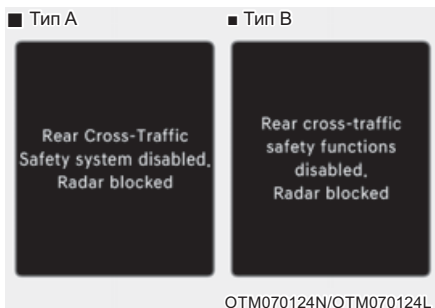 ■ Тип А
■ Тип В
Rear Cross-Traffic
Safety system disabled.
Radar blocked
Rear cross-traffic
safety functions
disabled.
Radar blocked
OTM070124N/OTM070124L